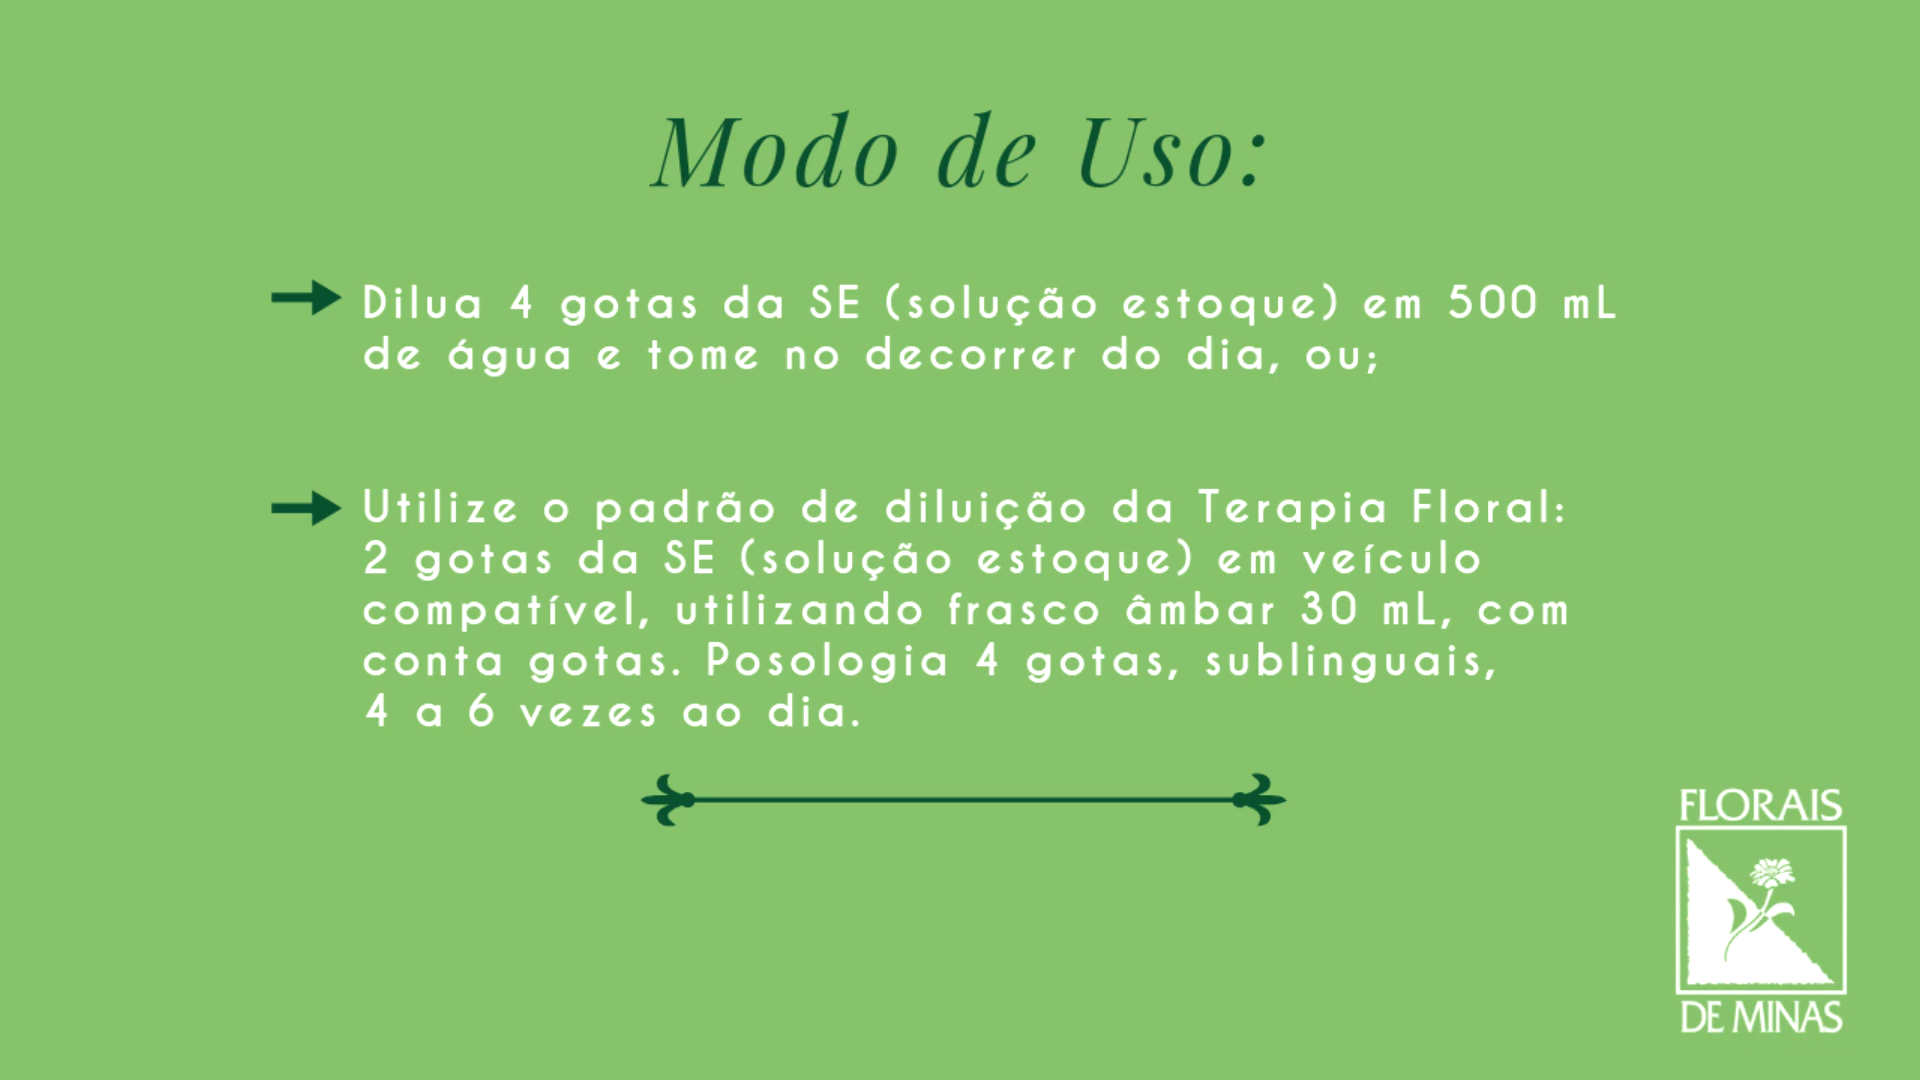 Modo de Uso:
Dilua 4 gotas da SE (solução estoque) em 500 mL
de água e tome no decorrer do dia, ou;
Utilize o padrão de diluição da Terapia Floral:
2 gotas da SE (solução estoque) em veículo
compatível, utilizando frasco âmbar 30 mL, com
conta gotas. Posologia 4 gotas, sublinguais,
4 a 6 vezes ao dia.
FLORAIS
DE MINAS